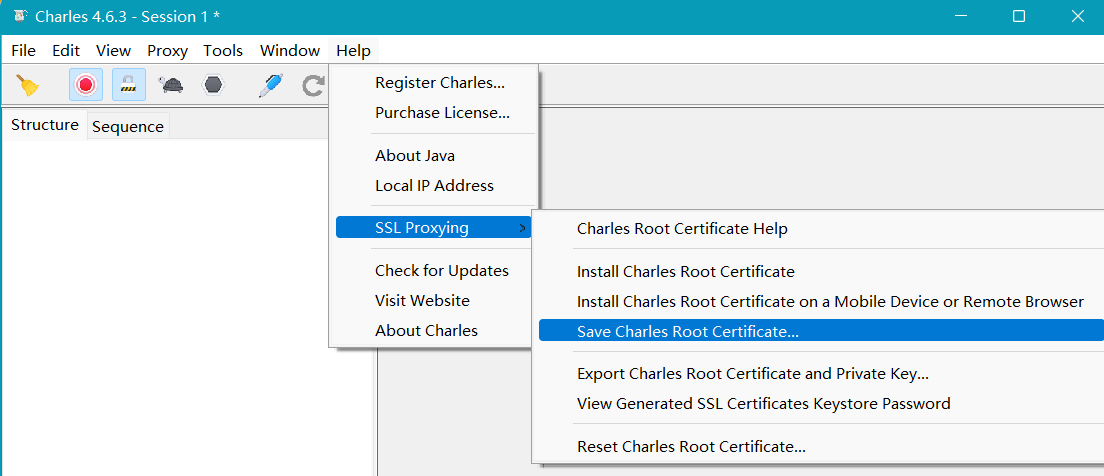 Charles 4.6.3 - Session 1 *
File Edit View Proxy Tools Window Help
Register Charles...
Purchase License...
Structure Sequence
About Java
Local IP Address
SSL Proxying >
Charles Root Certificate Help
Check for Updates
Install Charles Root Certificate
Visit Website
Install Charles Root Certificate on a Mobile Device or Remote Browser
About Charles
Save Charles Root Certificate...
Export Charles Root Certificate and Private Key...
View Generated SSL Certificates Keystore Password
Reset Charles Root Certificate...